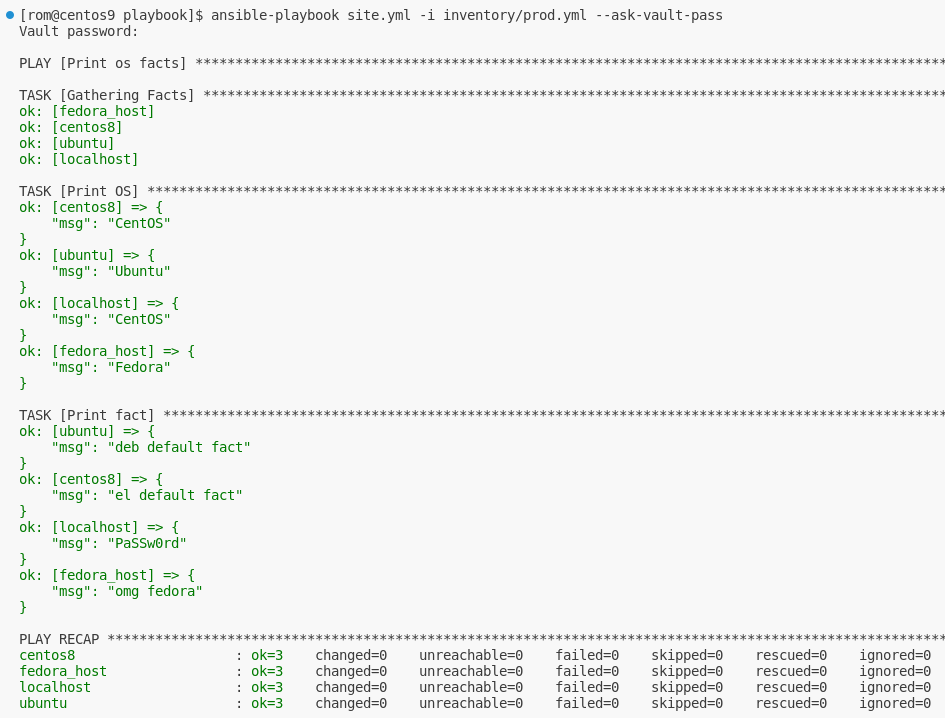 [rom@centos9 playbook]$ ansible-playbook site.yml -i inventory/prod.yml --ask-vault-pass
Vault password:
PLAY [Print os facts] **********************************************************************************************
TASK [Gathering Facts] *********************************************************************************************
ok: [fedora_host]
ok: [centos8]
ok: [ubuntu]
ok: [localhost]
TASK [Print OS] ****************************************************************************************************
ok: [centos8] => {
    "msg": "CentOS"
}
ok: [ubuntu] => {
    "msg": "Ubuntu"
}
ok: [localhost] => {
    "msg": "CentOS"
}
ok: [fedora_host] => {
    "msg": "Fedora"
}
TASK [Print fact] **************************************************************************************************
ok: [ubuntu] => {
    "msg": "deb default fact"
}
ok: [centos8] => {
    "msg": "el default fact"
}
ok: [localhost] => {
    "msg": "PaSSw0rd"
}
ok: [fedora_host] => {
    "msg": "omg fedora"
}
PLAY RECAP *********************************************************************************************************
centos8                    : ok=3    changed=0    unreachable=0    failed=0    skipped=0    rescued=0    ignored=0
fedora_host                : ok=3    changed=0    unreachable=0    failed=0    skipped=0    rescued=0    ignored=0
localhost                  : ok=3    changed=0    unreachable=0    failed=0    skipped=0    rescued=0    ignored=0
ubuntu                     : ok=3    changed=0    unreachable=0    failed=0    skipped=0    rescued=0    ignored=0